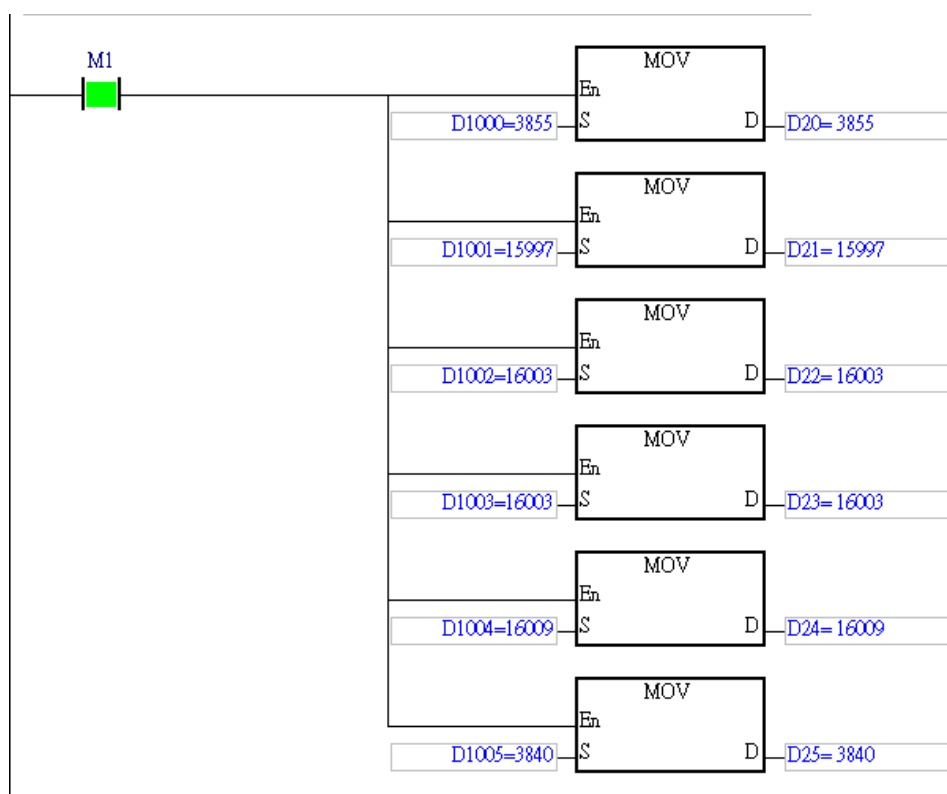 M1
MOV
En
D1000=3855 S D D20= 3855
MOV
En
D1001=15997 S D D21= 15997
MOV
En
D1002=16003 S D D22= 16003
MOV
En
D1003=16003 S D D23= 16003
MOV
En
D1004=16009 S D D24= 16009
MOV
En
D1005=3840 S D D25= 3840